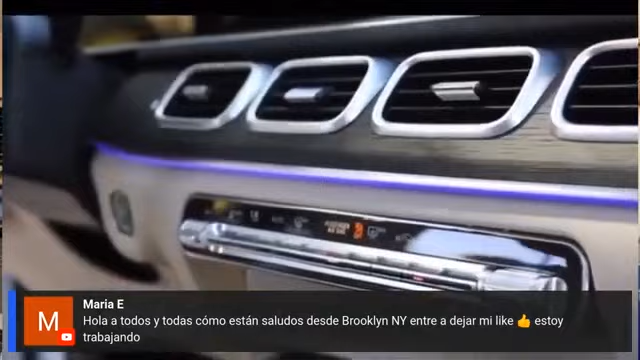 M
Maria E
Hola a todos y todas cómo están saludos desde Brooklyn NY entre a dejar mi like 👍 estoy
trabajando